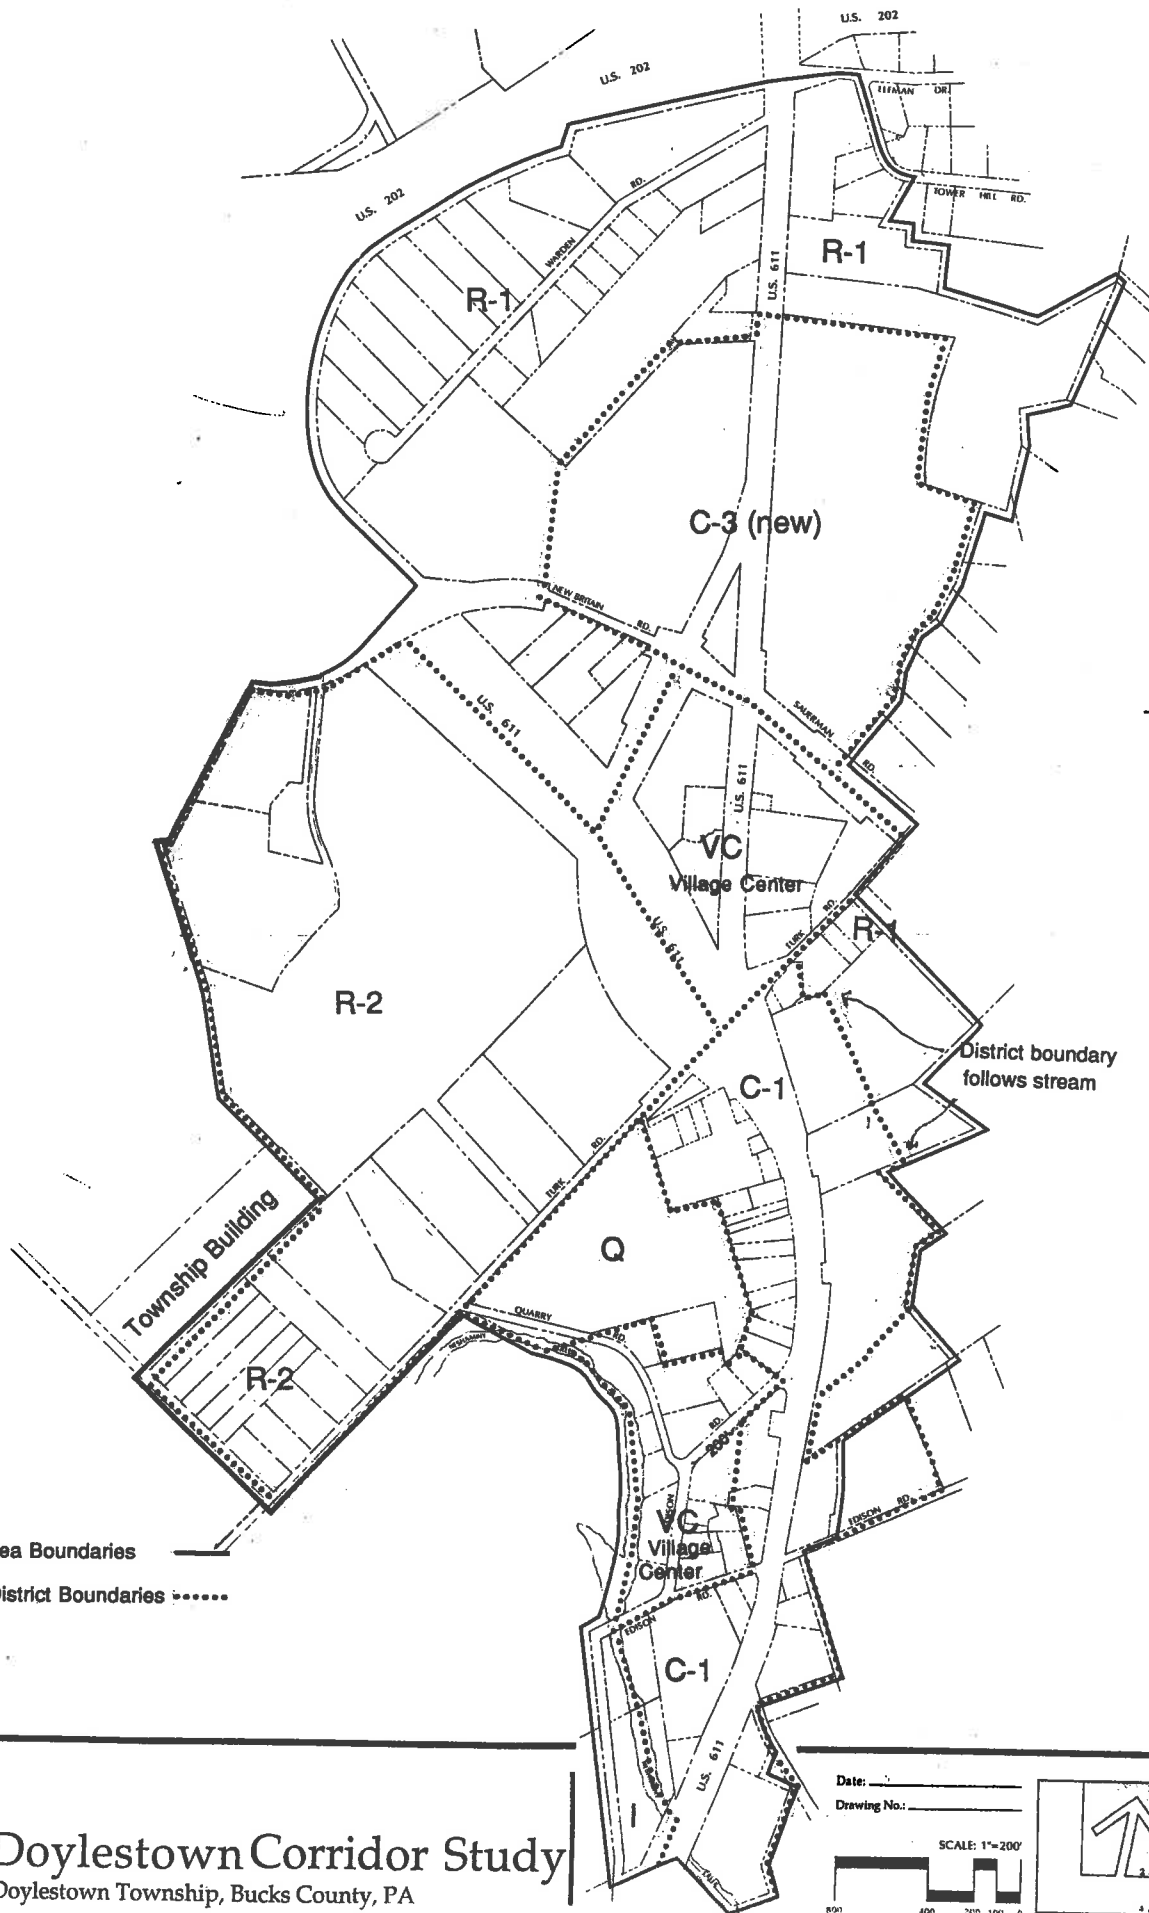 U.S. 202
U.S. 202
DR.
TOWER HILL RD.
U.S. 202
RD.
WARDEN
R-1
R-1
U.S. 611
C-3 (new)
NEW BRITAIN
RD.
U.S. 611
SAUERMAN
RD.
U.S. 611
VC
Village Center
U.S. 611
TURK
RD.
R-1
R-2
District boundary
follows stream
C-1
TURK
RD.
Township Building
Q
QUARRY
RD.
R-2
RD.
200'
EDISON
RD.
VC
Village
Center
ea Boundaries
istrict Boundaries
EDISON
RD.
C-1
U.S. 611
I
Date:
Drawing No.:
SCALE: 1"=200'
800
400
200
100
0
Doylestown Corridor Study
Doylestown Township, Bucks County, PA